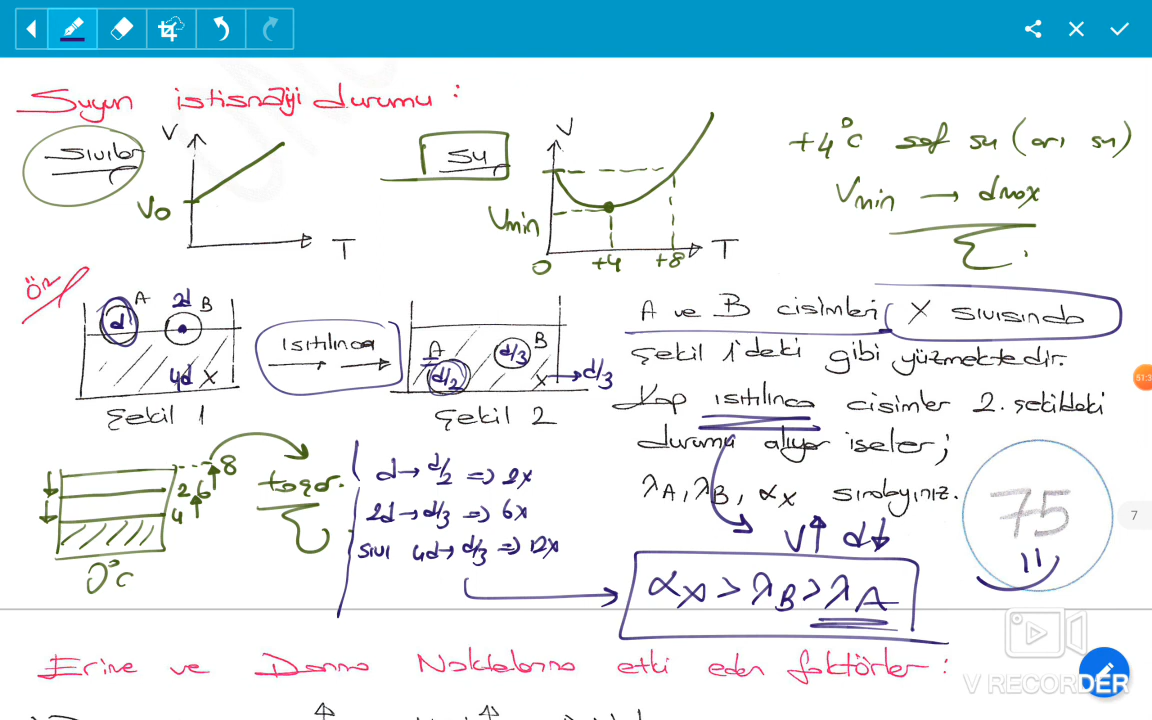 Suyun istisnaiyi durumu :
Sıvılar
V
V0
T
Su
V
Vmin
0
+4
+8
T
+4°C saf su (arı su)
Vmin → dmax
Ör
A
d
2d
B
4d
X
Şekil 1
ısıtılınca
A
d/2
d/3
B
X
d/3
Şekil 2
A ve B cisimleri X sıvısında
Şekil 1'deki gibi yüzmektedir.
Kap ısıtılınca cisimler 2. şekildeki
durumu alıyor iseler;
λA, λB, αX sıralayınız.
V↑ d↓
αX > λB > λA
8
2
6
4
0°C
taşar.
d → d/2 => 2x
2d → d/3 => 6x
sıvı 4d → d/3 => 12x
75
7
Erime ve Donma Noktalarına etki eden faktörler :
V RECORDER